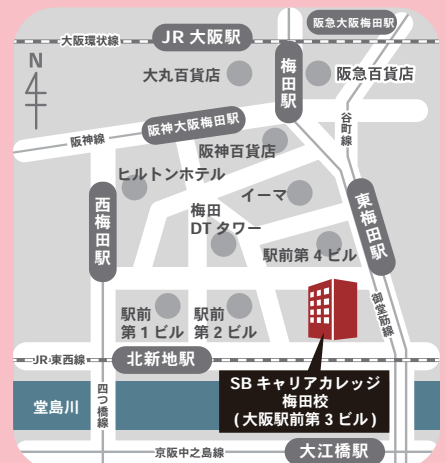 阪急大阪梅田駅
大阪環状線
JR 大阪駅
N
大丸百貨店
梅田駅
阪急百貨店
谷町線
阪神大阪梅田駅
阪神線
阪神百貨店
ヒルトンホテル
イーマ
西梅田駅
梅田
DT タワー
東梅田駅
駅前第 4 ビル
駅前
第 1 ビル
駅前
第 2 ビル
御堂筋線
JR 東西線
北新地駅
SB キャリアカレッジ
梅田校
( 大阪駅前第 3 ビル )
堂島川
四つ橋線
京阪中之島線
大江橋駅